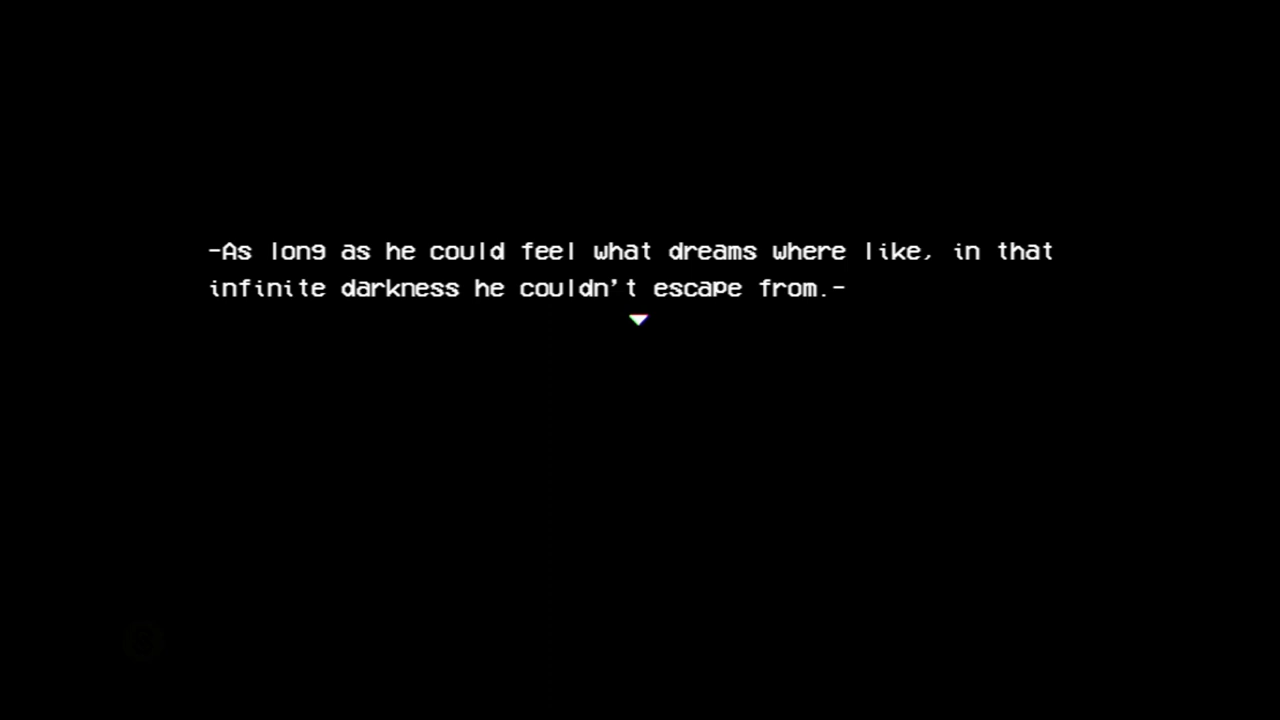 -As long as he could feel what dreams where like, in that
infinite darkness he couldn't escape from.-